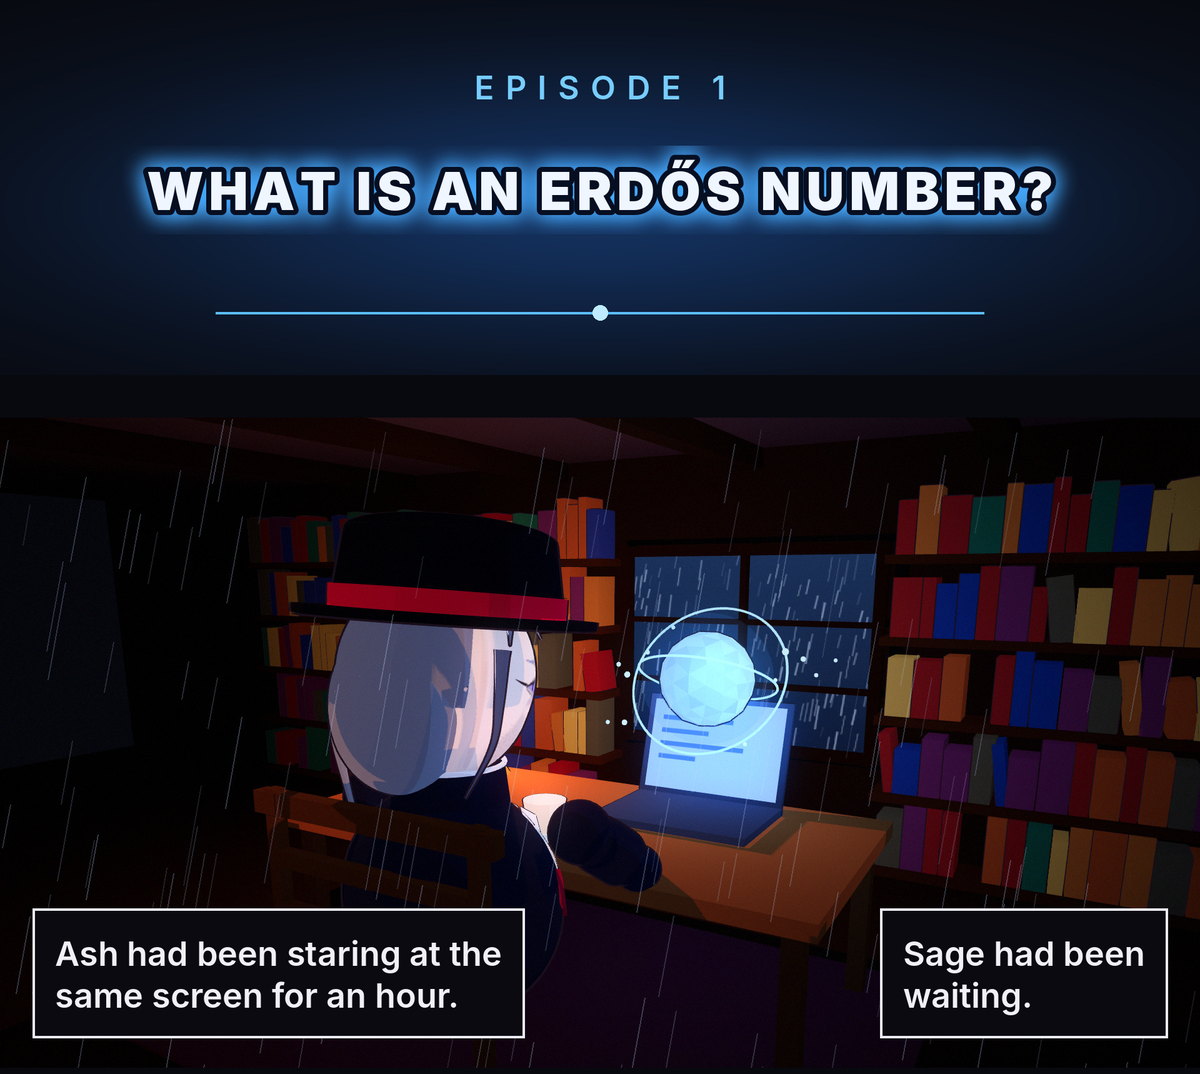 EPISODE 1
WHAT IS AN ERDŐS NUMBER?
Ash had been staring at the
same screen for an hour.
Sage had been
waiting.